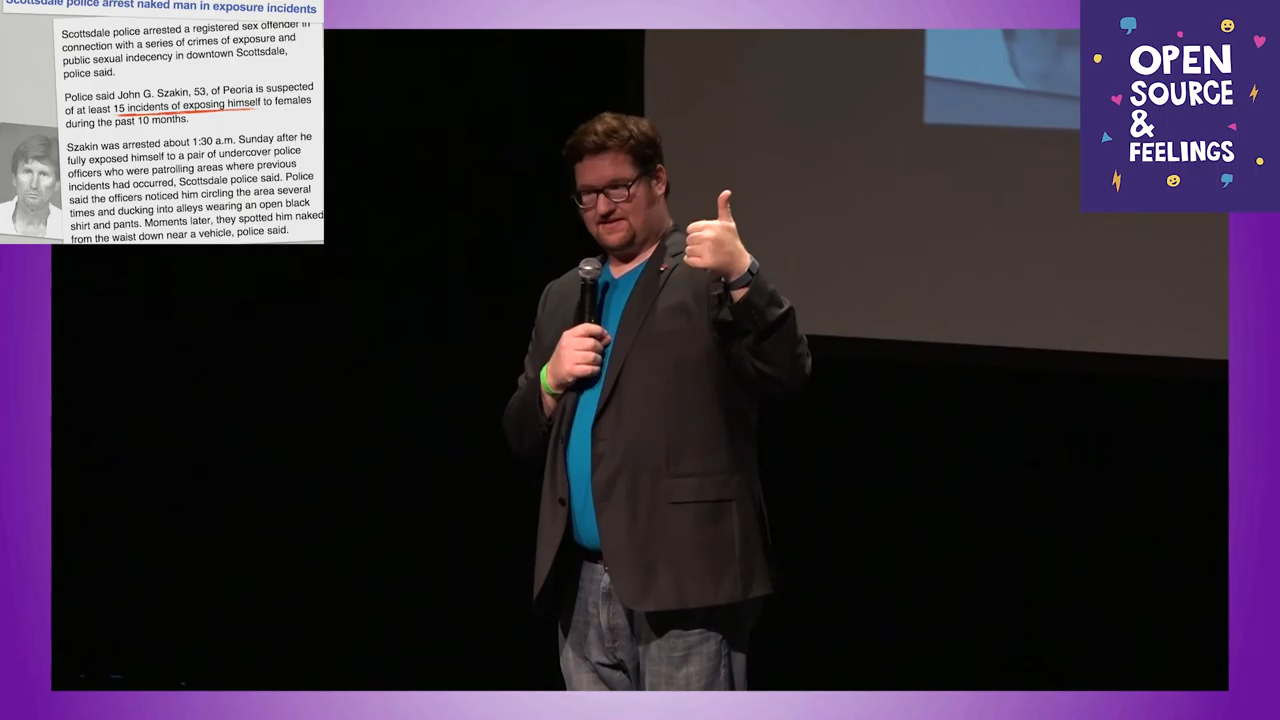 Scottsdale police arrest naked man in exposure incidents
Scottsdale police arrested a registered sex offender in
connection with a series of crimes of exposure and
public sexual indecency in downtown Scottsdale,
police said.
Police said John G. Szakin, 53, of Peoria is suspected
of at least 15 incidents of exposing himself to females
during the past 10 months.
Szakin was arrested about 1:30 a.m. Sunday after he
fully exposed himself to a pair of undercover police
officers who were patrolling areas where previous
incidents had occurred, Scottsdale police said. Police
said the officers noticed him circling the area several
times and ducking into alleys wearing an open black
shirt and pants. Moments later, they spotted him naked
from the waist down near a vehicle, police said.
OPEN
SOURCE
&
FEELINGS